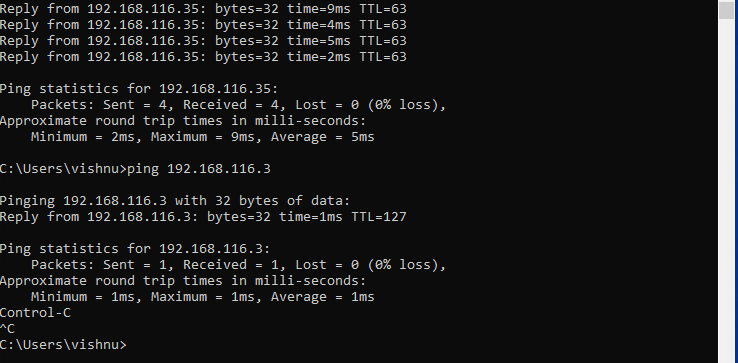 Reply from 192.168.116.35: bytes=32 time=9ms TTL=63
Reply from 192.168.116.35: bytes=32 time=4ms TTL=63
Reply from 192.168.116.35: bytes=32 time=5ms TTL=63
Reply from 192.168.116.35: bytes=32 time=2ms TTL=63
Ping statistics for 192.168.116.35:
Packets: Sent = 4, Received = 4, Lost = 0 (0% loss),
Approximate round trip times in milli-seconds:
Minimum = 2ms, Maximum = 9ms, Average = 5ms
C:\Users\vishnu>ping 192.168.116.3
Pinging 192.168.116.3 with 32 bytes of data:
Reply from 192.168.116.3: bytes=32 time=1ms TTL=127
Ping statistics for 192.168.116.3:
Packets: Sent = 1, Received = 1, Lost = 0 (0% loss),
Approximate round trip times in milli-seconds:
Minimum = 1ms, Maximum = 1ms, Average = 1ms
Control-C
^C
C:\Users\vishnu>